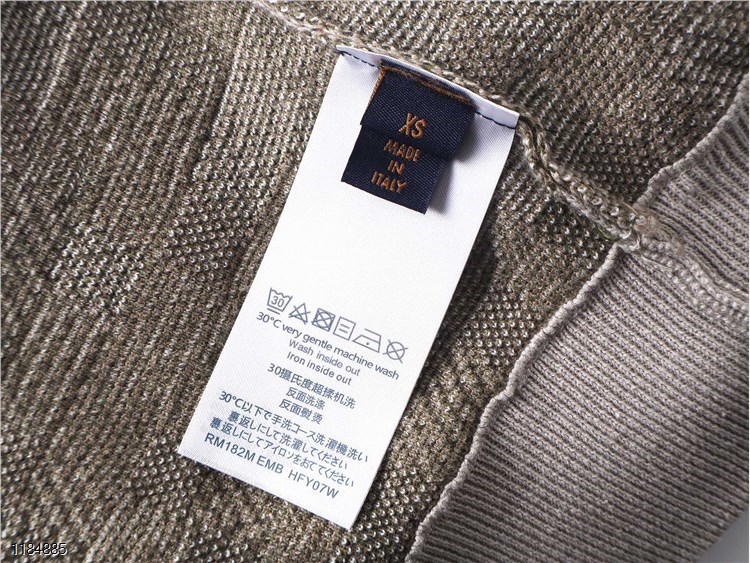 XS
MADE
IN
ITALY
30
30°C very gentle machine wash
Wash inside out
Iron inside out
30摄氏度超揉机洗
反面洗涤
反面熨烫
30℃以下で手洗コース洗濯機洗い
裏返しにして洗濯してください
裏返しにしてアイロンをおてください
RM182M EMB HFY07W
1184885